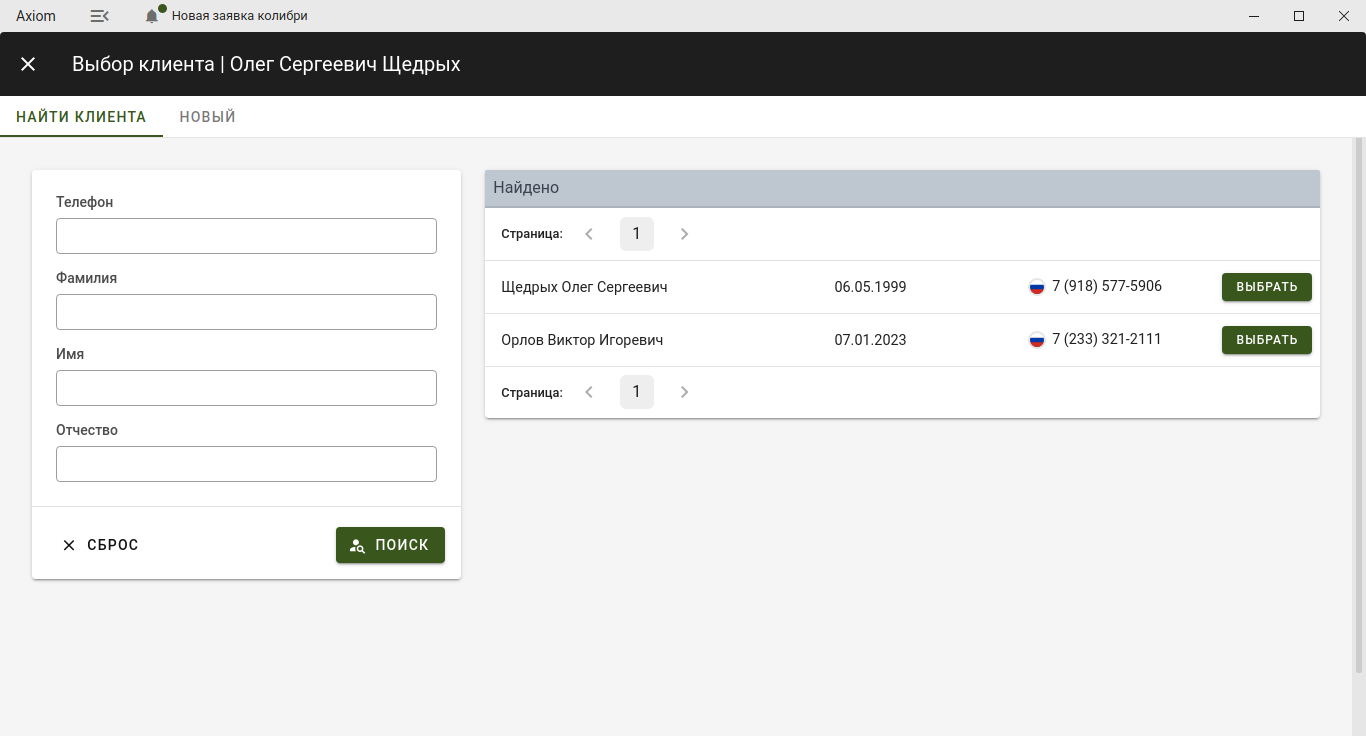 Axiom
Новая заявка колибри
Выбор клиента | Олег Сергеевич Щедрых
НАЙТИ КЛИЕНТА
НОВЫЙ
Телефон
Фамилия
Имя
Отчество
СБРОС
ПОИСК
Найдено
Страница: 1
Щедрых Олег Сергеевич 06.05.1999 7 (918) 577-5906 ВЫБРАТЬ
Орлов Виктор Игоревич 07.01.2023 7 (233) 321-2111 ВЫБРАТЬ
Страница: 1